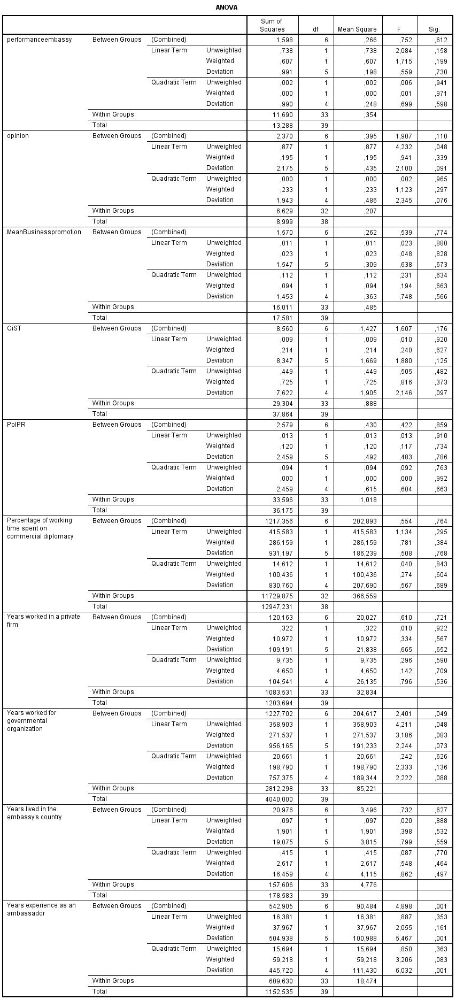 ANOVA
Sum of Squares df Mean Square F Sig.
performanceembassy Between Groups (Combined) 1,598 6 ,266 ,752 ,612
Linear Term Unweighted ,738 1 ,738 2,084 ,158
Weighted ,607 1 ,607 1,715 ,199
Deviation ,991 5 ,198 ,559 ,730
Quadratic Term Unweighted ,002 1 ,002 ,006 ,941
Weighted ,000 1 ,000 ,001 ,971
Deviation ,990 4 ,248 ,699 ,598
Within Groups 11,690 33 ,354
Total 13,288 39
opinion Between Groups (Combined) 2,370 6 ,395 1,907 ,110
Linear Term Unweighted ,877 1 ,877 4,232 ,048
Weighted ,195 1 ,195 ,941 ,339
Deviation 2,175 5 ,435 2,100 ,091
Quadratic Term Unweighted ,000 1 ,000 ,002 ,965
Weighted ,233 1 ,233 1,123 ,297
Deviation 1,943 4 ,486 2,345 ,076
Within Groups 6,629 32 ,207
Total 8,999 38
MeanBusinesspromotion Between Groups (Combined) 1,570 6 ,262 ,539 ,774
Linear Term Unweighted ,011 1 ,011 ,023 ,880
Weighted ,023 1 ,023 ,048 ,828
Deviation 1,547 5 ,309 ,638 ,673
Quadratic Term Unweighted ,112 1 ,112 ,231 ,634
Weighted ,094 1 ,094 ,194 ,663
Deviation 1,453 4 ,363 ,748 ,566
Within Groups 16,011 33 ,485
Total 17,581 39
CiST Between Groups (Combined) 8,560 6 1,427 1,607 ,176
Linear Term Unweighted ,009 1 ,009 ,010 ,920
Weighted ,214 1 ,214 ,240 ,627
Deviation 8,347 5 1,669 1,880 ,125
Quadratic Term Unweighted ,449 1 ,449 ,505 ,482
Weighted ,725 1 ,725 ,816 ,373
Deviation 7,622 4 1,905 2,146 ,097
Within Groups 29,304 33 ,888
Total 37,864 39
PolPR Between Groups (Combined) 2,579 6 ,430 ,422 ,859
Linear Term Unweighted ,013 1 ,013 ,013 ,910
Weighted ,120 1 ,120 ,117 ,734
Deviation 2,459 5 ,492 ,483 ,786
Quadratic Term Unweighted ,094 1 ,094 ,092 ,763
Weighted ,000 1 ,000 ,000 ,992
Deviation 2,459 4 ,615 ,604 ,663
Within Groups 33,596 33 1,018
Total 36,175 39
Percentage of working time spent on commercial diplomacy Between Groups (Combined) 1217,356 6 202,893 ,554 ,764
Linear Term Unweighted 415,583 1 415,583 1,134 ,295
Weighted 286,159 1 286,159 ,781 ,384
Deviation 931,197 5 186,239 ,508 ,768
Quadratic Term Unweighted 14,612 1 14,612 ,040 ,843
Weighted 100,436 1 100,436 ,274 ,604
Deviation 830,760 4 207,690 ,567 ,689
Within Groups 11729,875 32 366,559
Total 12947,231 38
Years worked in a private firm Between Groups (Combined) 120,163 6 20,027 ,610 ,721
Linear Term Unweighted ,322 1 ,322 ,010 ,922
Weighted 10,972 1 10,972 ,334 ,567
Deviation 109,191 5 21,838 ,665 ,652
Quadratic Term Unweighted 9,735 1 9,735 ,296 ,590
Weighted 4,650 1 4,650 ,142 ,709
Deviation 104,541 4 26,135 ,796 ,536
Within Groups 1083,531 33 32,834
Total 1203,694 39
Years worked for governmental organization Between Groups (Combined) 1227,702 6 204,617 2,401 ,049
Linear Term Unweighted 358,903 1 358,903 4,211 ,048
Weighted 271,537 1 271,537 3,186 ,083
Deviation 956,165 5 191,233 2,244 ,073
Quadratic Term Unweighted 20,661 1 20,661 ,242 ,626
Weighted 198,790 1 198,790 2,333 ,136
Deviation 757,375 4 189,344 2,222 ,088
Within Groups 2812,298 33 85,221
Total 4040,000 39
Years lived in the embassy's country Between Groups (Combined) 20,976 6 3,496 ,732 ,627
Linear Term Unweighted ,097 1 ,097 ,020 ,888
Weighted 1,901 1 1,901 ,398 ,532
Deviation 19,075 5 3,815 ,799 ,559
Quadratic Term Unweighted ,415 1 ,415 ,087 ,770
Weighted 2,617 1 2,617 ,548 ,464
Deviation 16,459 4 4,115 ,862 ,497
Within Groups 157,606 33 4,776
Total 178,583 39
Years experience as an ambassador Between Groups (Combined) 542,905 6 90,484 4,898 ,001
Linear Term Unweighted 16,381 1 16,381 ,887 ,353
Weighted 37,967 1 37,967 2,055 ,161
Deviation 504,938 5 100,988 5,467 ,001
Quadratic Term Unweighted 15,694 1 15,694 ,850 ,363
Weighted 59,218 1 59,218 3,206 ,083
Deviation 445,720 4 111,430 6,032 ,001
Within Groups 609,630 33 18,474
Total 1152,535 39